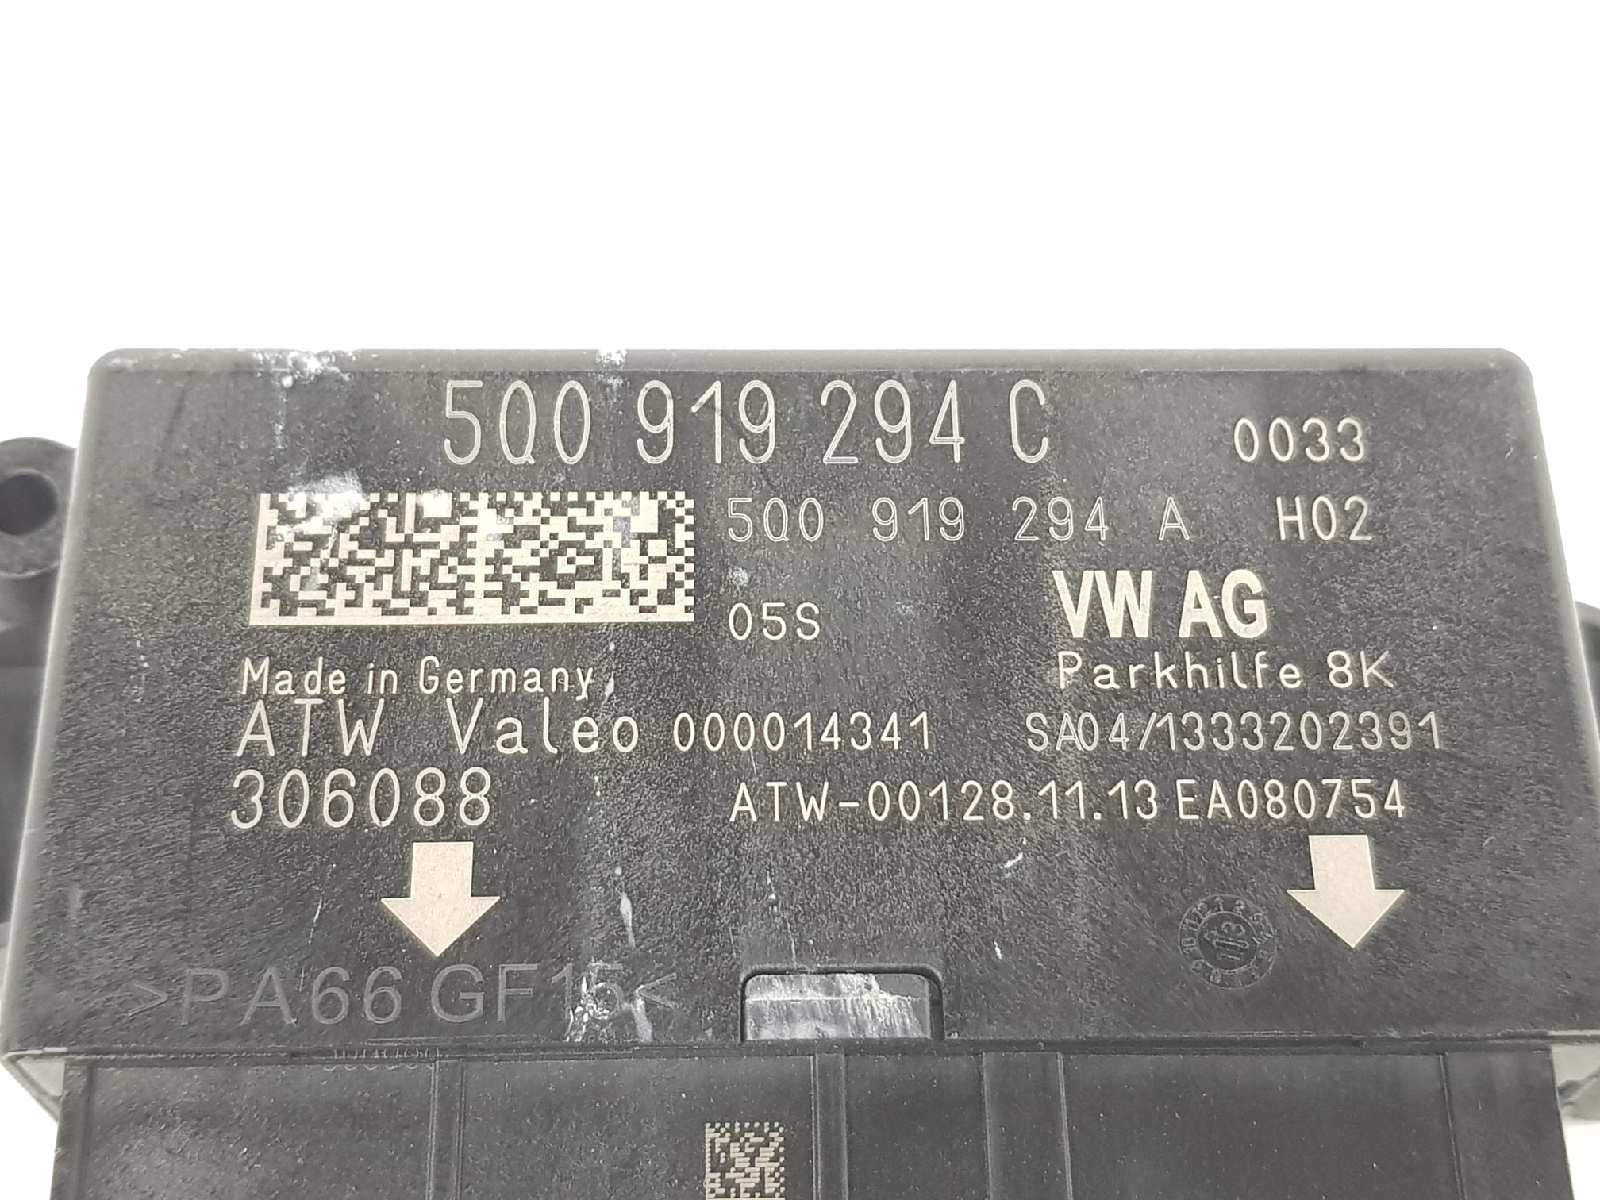 5Q0 919 294 C
0033
5Q0 919 294 A H02
05S
VW AG
Made in Germany
Parkhilfe 8K
ATW Valeo 000014341 SA04/1333202391
306088
ATW-00128.11.13 EA080754
>PA66 GF15<